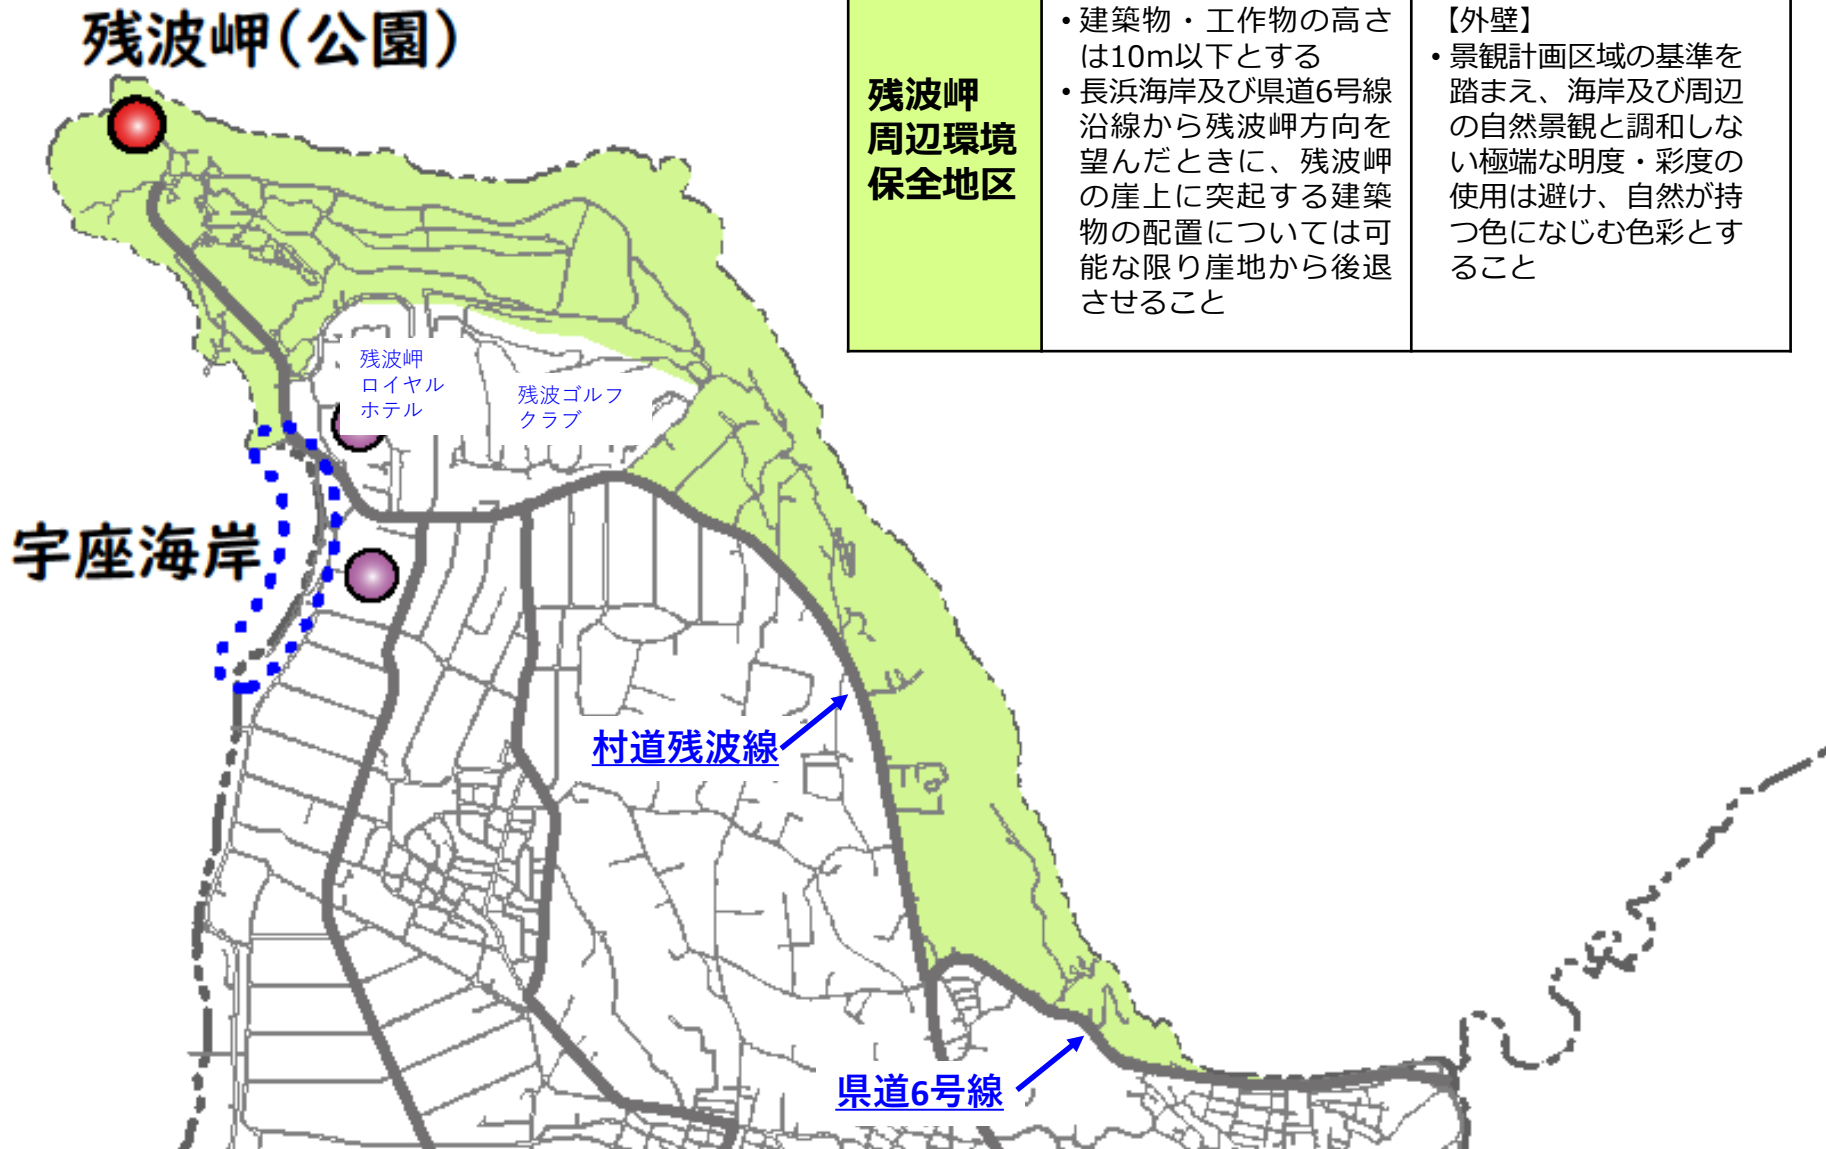 残波岬(公園)
残波岬
周辺環境
保全地区
•建築物・工作物の高さ
は10m以下とする
•長浜海岸及び県道6号線
沿線から残波岬方向を
望んだときに、残波岬
の崖上に突起する建築
物の配置については可
能な限り崖地から後退
させること
【外壁】
•景観計画区域の基準を
踏まえ、海岸及び周辺
の自然景観と調和しな
い極端な明度・彩度の
使用は避け、自然が持
つ色になじむ色彩とす
ること
残波岬
ロイヤル
ホテル
残波ゴルフ
クラブ
宇座海岸
村道残波線
県道6号線